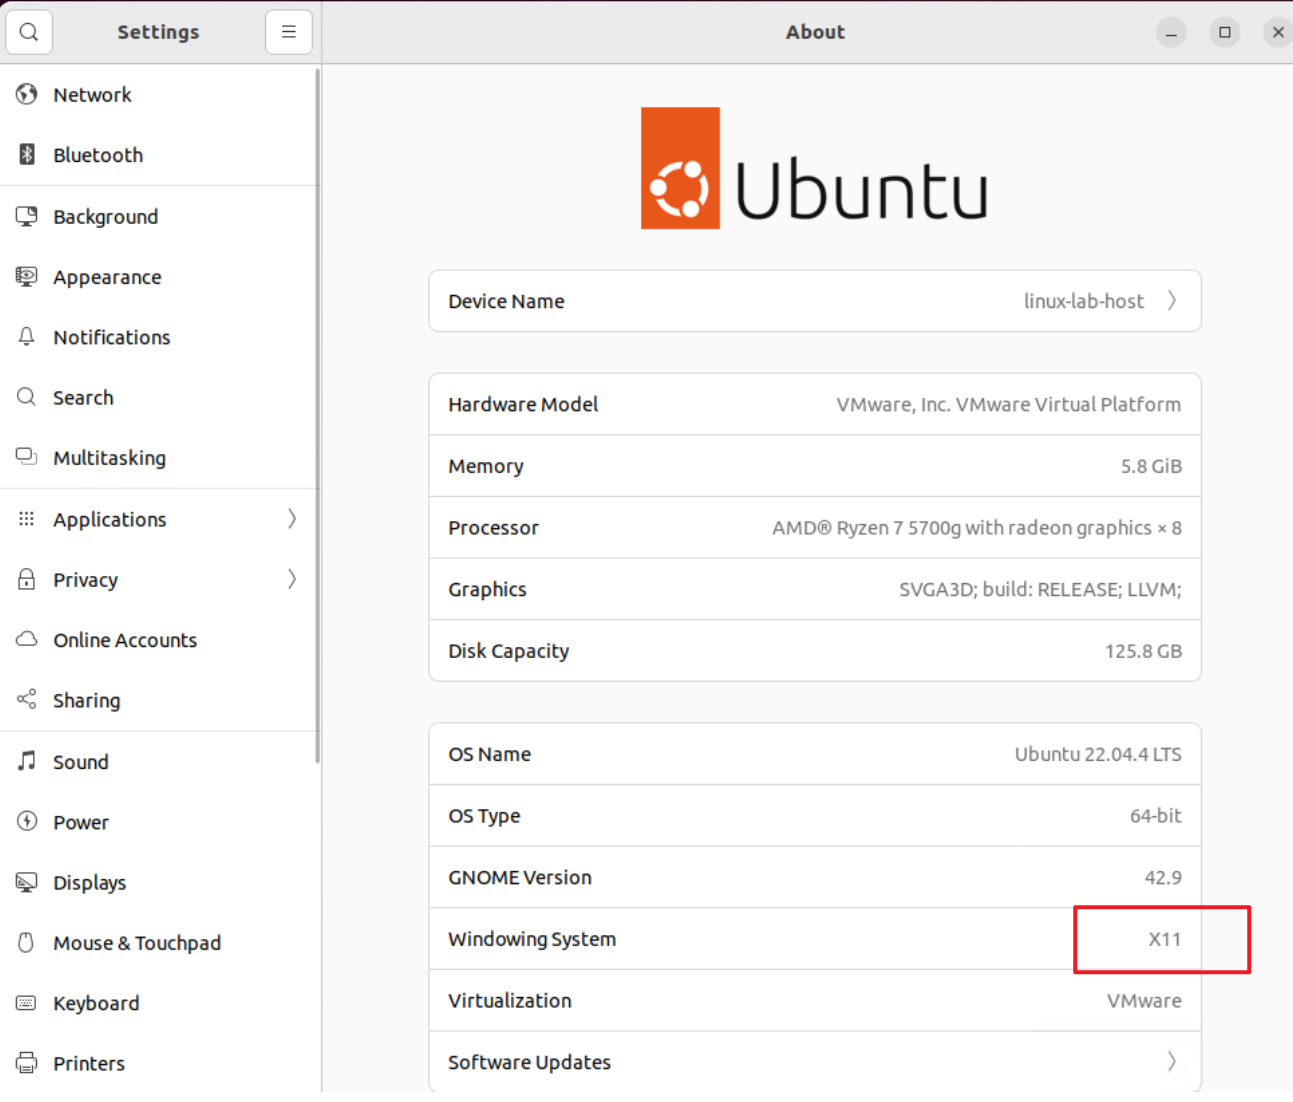 Settings
About
Network
Bluetooth
Background
Appearance
Notifications
Search
Multitasking
Applications
Privacy
Online Accounts
Sharing
Sound
Power
Displays
Mouse & Touchpad
Keyboard
Printers
Ubuntu
Device Name linux-lab-host
Hardware Model VMware, Inc. VMware Virtual Platform
Memory 5.8 GiB
Processor AMD® Ryzen 7 5700g with radeon graphics × 8
Graphics SVGA3D; build: RELEASE; LLVM;
Disk Capacity 125.8 GB
OS Name Ubuntu 22.04.4 LTS
OS Type 64-bit
GNOME Version 42.9
Windowing System X11
Virtualization VMware
Software Updates